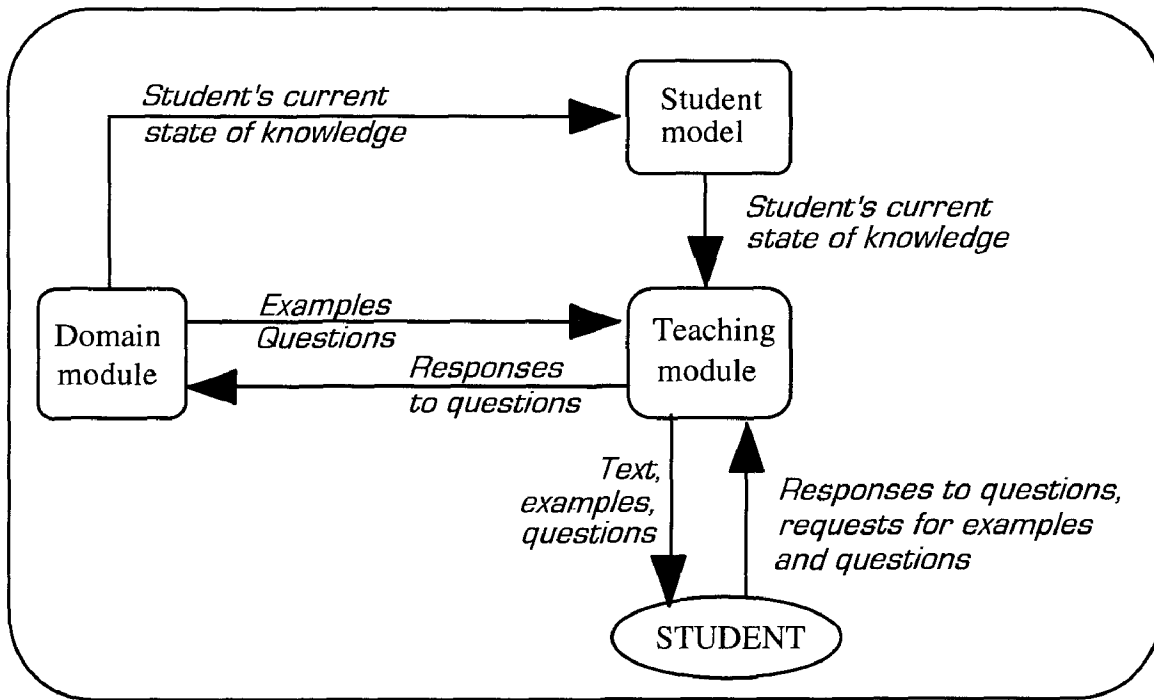 Student's current
state of knowledge
Student
model
Student's current
state of knowledge
Domain
module
Examples
Questions
Responses
to questions
Teaching
module
Text,
examples,
questions
Responses to questions,
requests for examples
and questions
STUDENT